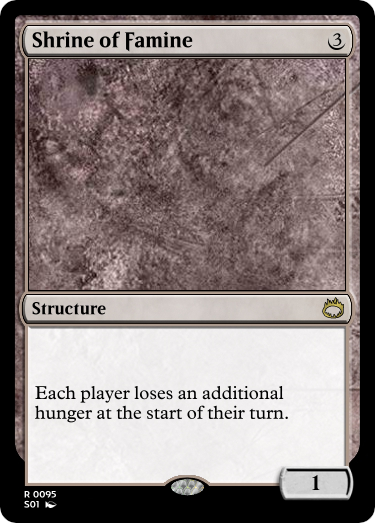 Shrine of Famine 3
Structure
Each player loses an additional
hunger at the start of their turn.
1
R 0095
S01